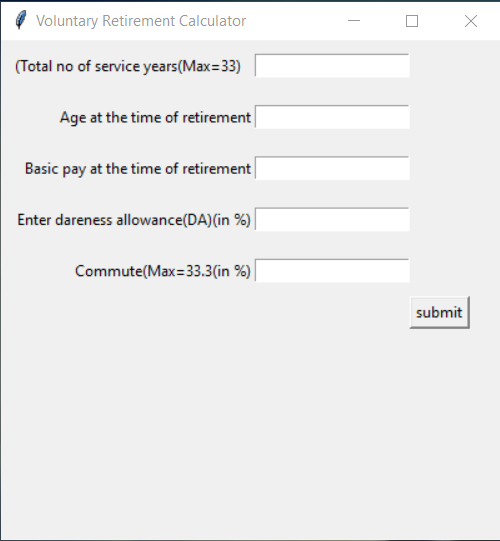 Voluntary Retirement Calculator
(Total no of service years(Max=33)
Age at the time of retirement
Basic pay at the time of retirement
Enter dareness allowance(DA)(in %)
Commute(Max=33.3(in %)
submit